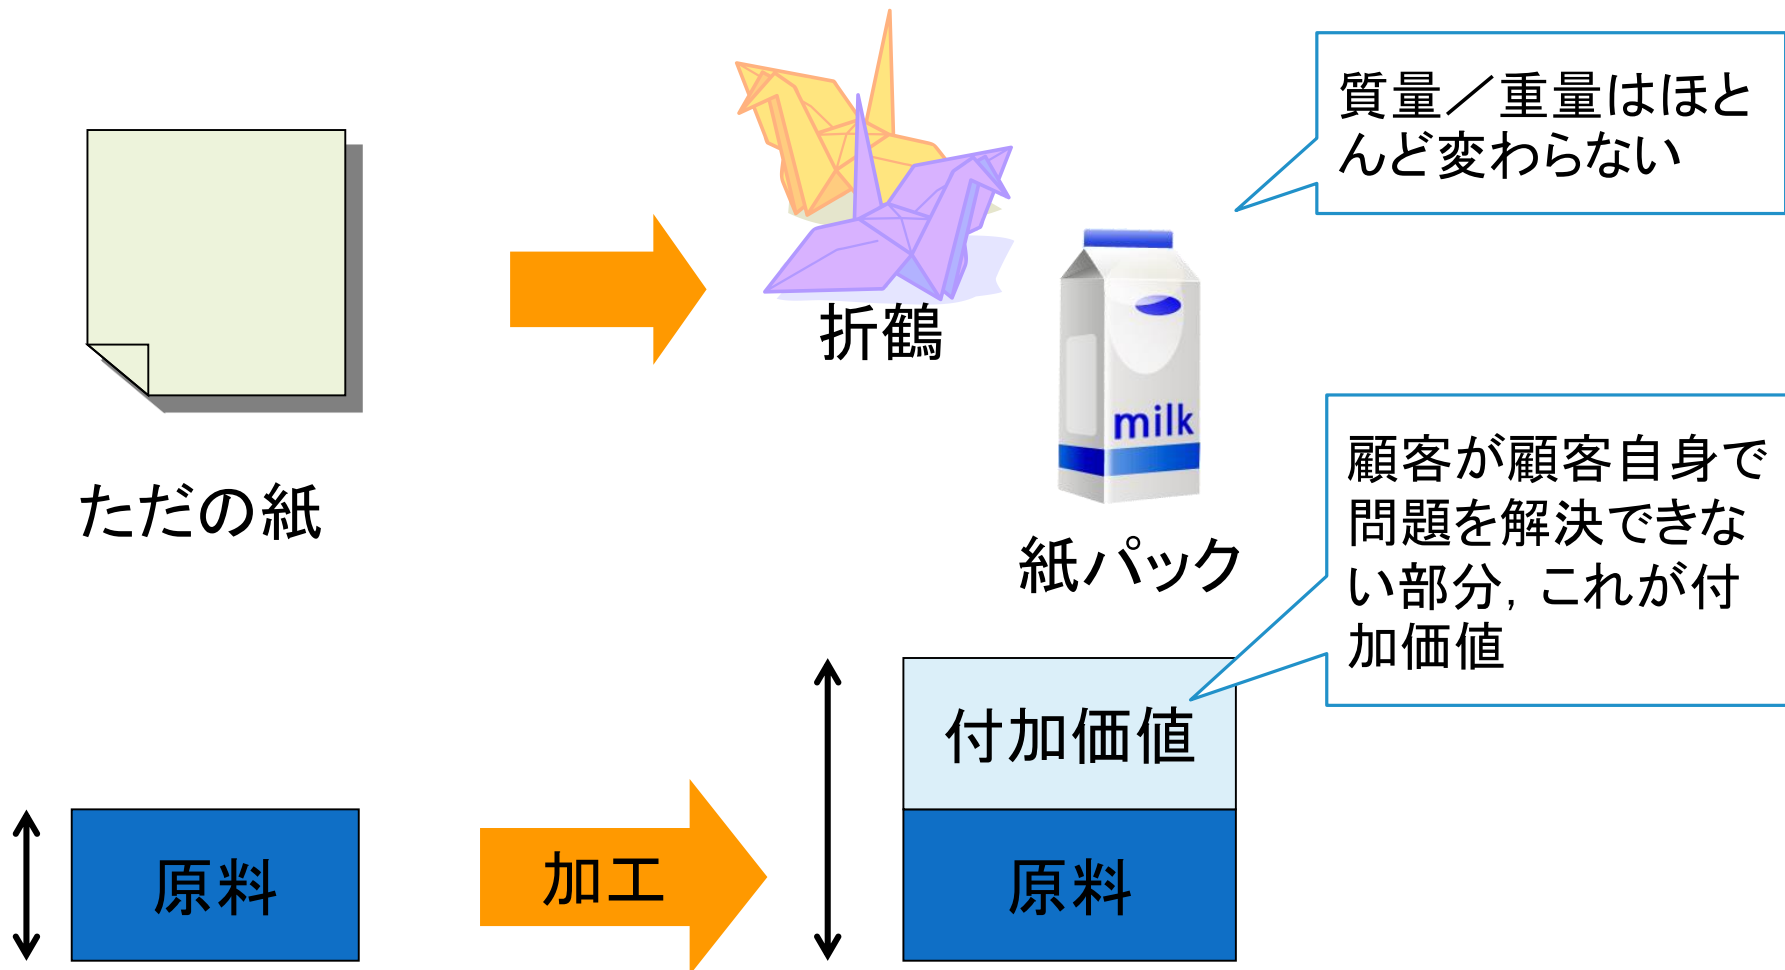 質量／重量はほと
んど変わらない
折鶴
milk
ただの紙
紙パック
顧客が顧客自身で
問題を解決できな
い部分，これが付
加価値
付加価値
原料
加工
原料